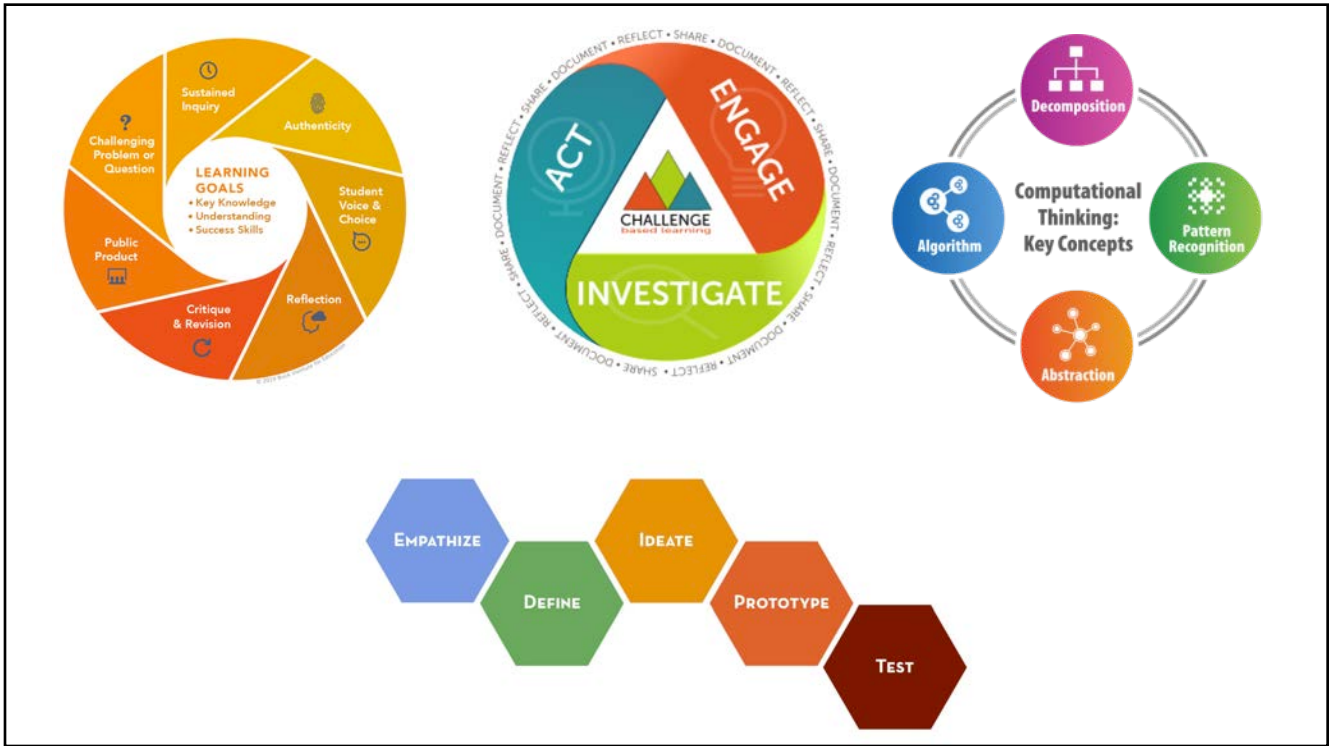 Sustained
Inquiry
Authenticity
Student
Voice &
Choice
Reflection
Critique
& Revision
Public
Product
Challenging
Problem or
Question
LEARNING
GOALS
• Key Knowledge
• Understanding
• Success Skills
REFLECT • SHARE • DOCUMENT • REFLECT • SHARE • DOCUMENT • REFLECT • SHARE • DOCUMENT • REFLECT • SHARE • DOCUMENT • REFLECT • SHARE • DOCUMENT • REFLECT • SHARE • DOCUMENT •
ENGAGE
ACT
INVESTIGATE
CHALLENGE
based learning
Decomposition
Algorithm
Computational
Thinking:
Key Concepts
Pattern
Recognition
Abstraction
EMPATHIZE
DEFINE
IDEATE
PROTOTYPE
TEST